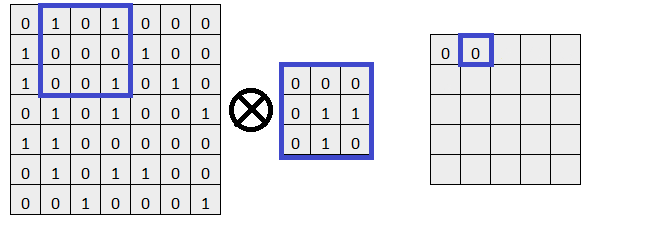 0 1 0 1 0 0 0
1 0 0 0 1 0 0
1 0 0 1 0 1 0
0 1 0 1 0 0 1
1 1 0 0 0 0 0
0 1 0 1 1 0 0
0 0 1 0 0 0 1
0 0 0
0 1 1
0 1 0
0 0